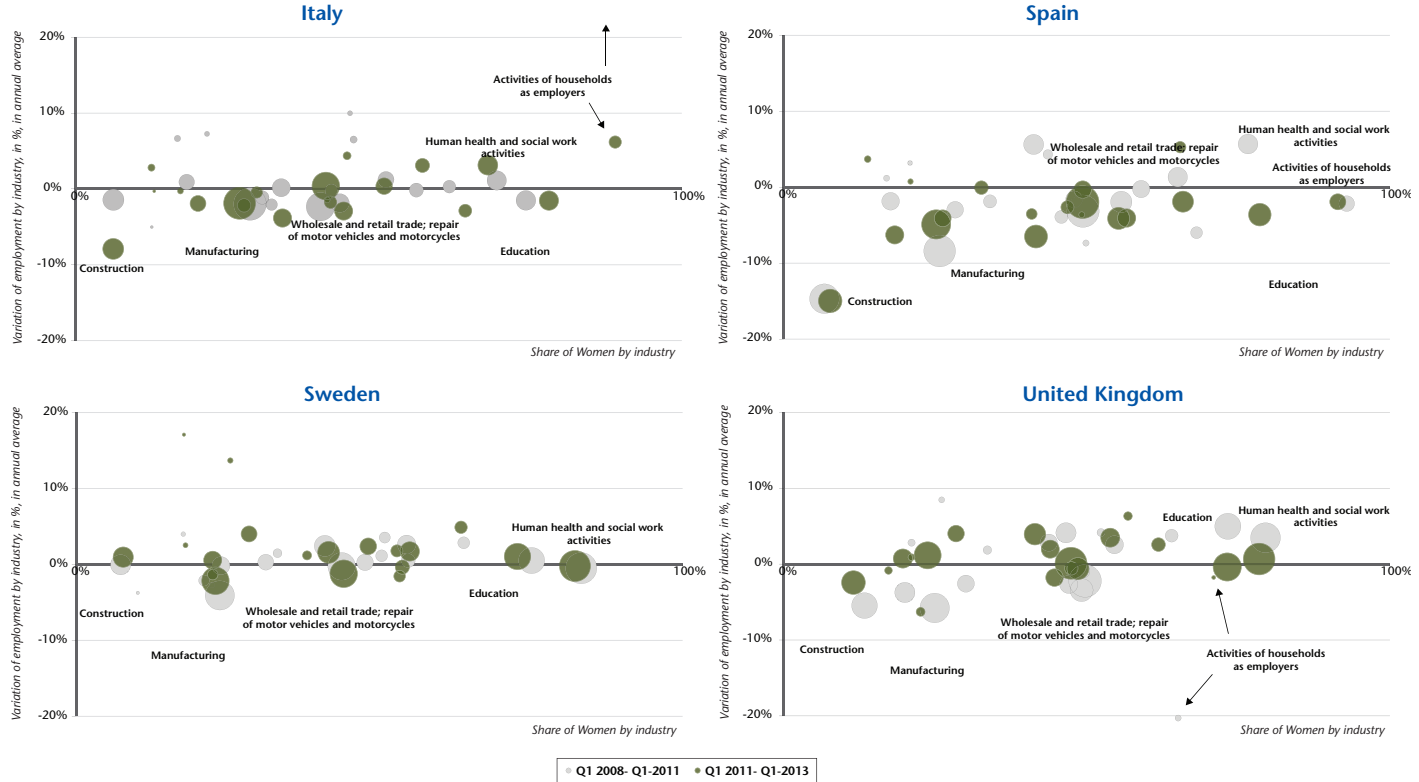 Italy
Variation of employment by industry, in %, in annual average
20%
10%
0%
-10%
-20%
0%
100%
Activities of households
as employers
Human health and social work
activities
Wholesale and retail trade; repair
of motor vehicles and motorcycles
Manufacturing
Education
Construction
Share of Women by industry
Spain
Variation of employment by industry, in %, in annual average
20%
10%
0%
-10%
-20%
0%
100%
Human health and social work
activities
Wholesale and retail trade; repair
of motor vehicles and motorcycles
Activities of households
as employers
Manufacturing
Education
Construction
Share of Women by industry
Sweden
Variation of employment by industry, in %, in annual average
20%
10%
0%
-10%
-20%
0%
100%
Human health and social work
activities
Education
Construction
Wholesale and retail trade; repair
of motor vehicles and motorcycles
Manufacturing
Share of Women by industry
United Kingdom
Variation of employment by industry, in %, in annual average
20%
10%
0%
-10%
-20%
0%
100%
Education
Human health and social work
activities
Wholesale and retail trade; repair
of motor vehicles and motorcycles
Construction
Manufacturing
Activities of households
as employers
Share of Women by industry
Q1 2008- Q1-2011
Q1 2011- Q1-2013